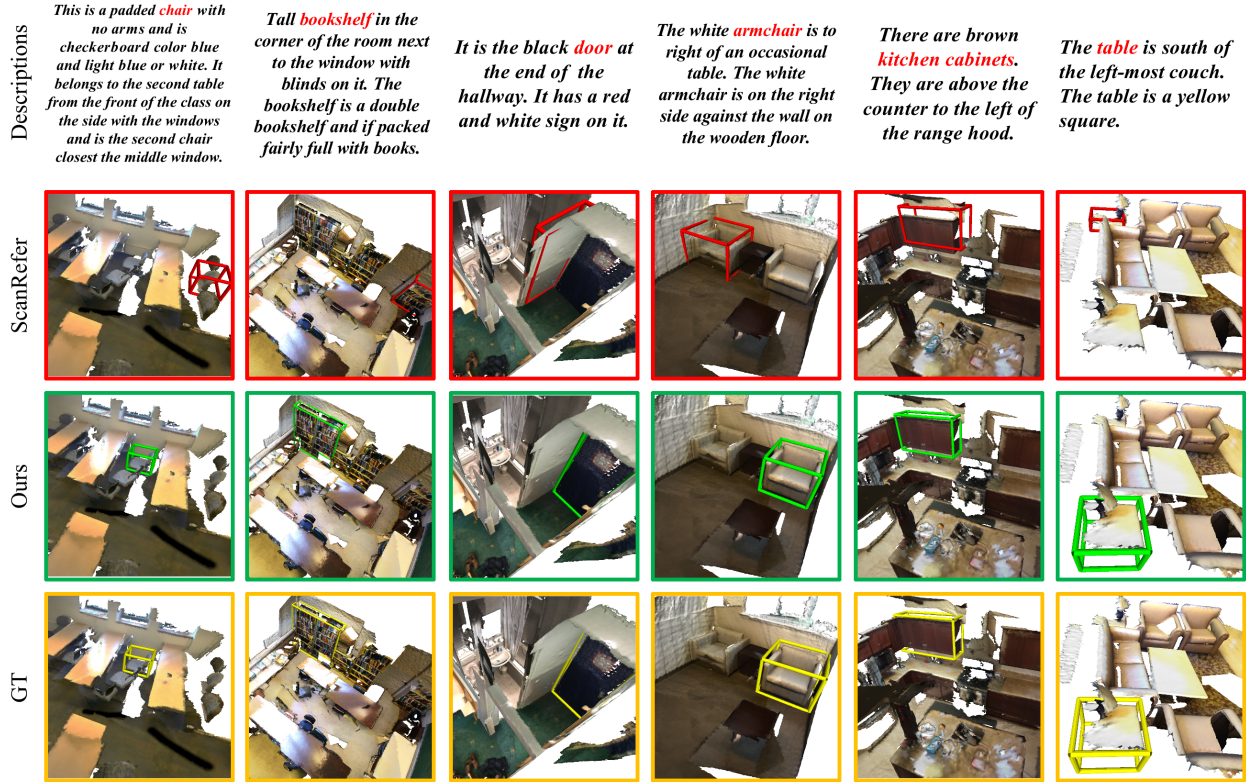 Descriptions
This is a padded chair with
no arms and is
checkerboard color blue
and light blue or white. It
belongs to the second table
from the front of the class on
the side with the windows
and is the second chair
closest the middle window.
Tall bookshelf in the
corner of the room next
to the window with
blinds on it. The
bookshelf is a double
bookshelf and if packed
fairly full with books.
It is the black door at
the end of the
hallway. It has a red
and white sign on it.
The white armchair is to
right of an occasional
table. The white
armchair is on the right
side against the wall on
the wooden floor.
There are brown
kitchen cabinets.
They are above the
counter to the left of
the range hood.
The table is south of
the left-most couch.
The table is a yellow
square.
ScanRefer
Ours
GT